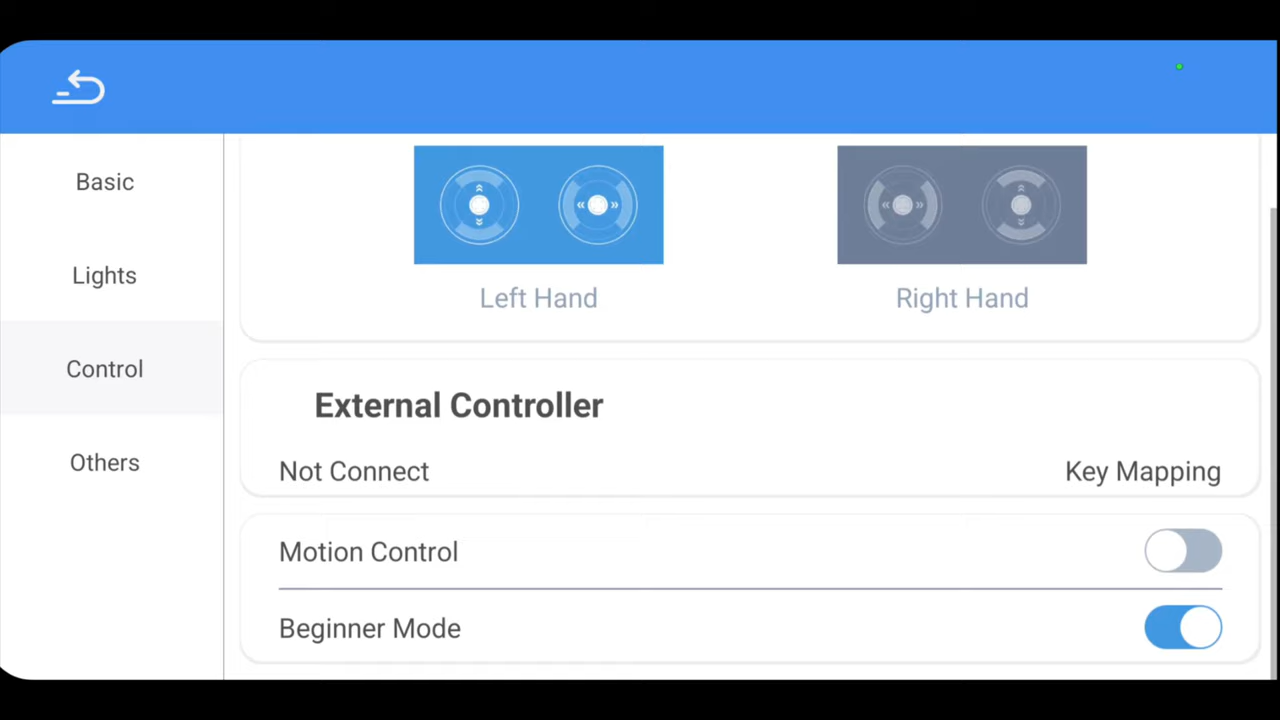 Basic
Lights
Control
Others
Left Hand
Right Hand
External Controller
Not Connect
Key Mapping
Motion Control
Beginner Mode